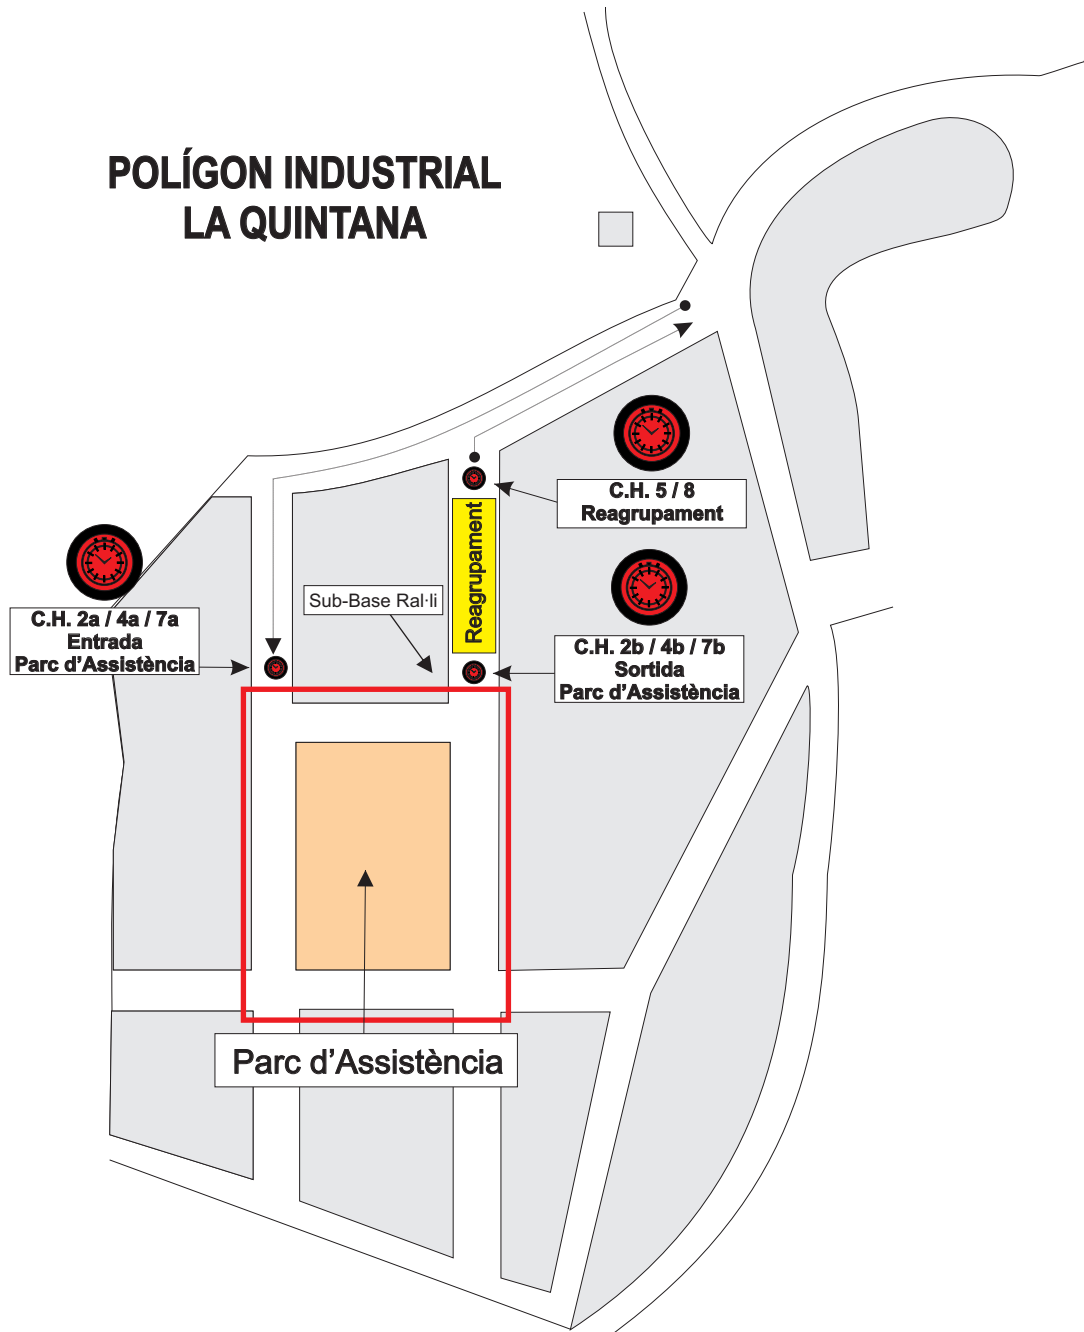 POLÍGON INDUSTRIAL
LA QUINTANA
C.H. 5 / 8
Reagrupament
Reagrupament
C.H. 2a / 4a / 7a
Entrada
Parc d'Assistència
Sub-Base Ral·li
C.H. 2b / 4b / 7b
Sortida
Parc d'Assistència
Parc d'Assistència